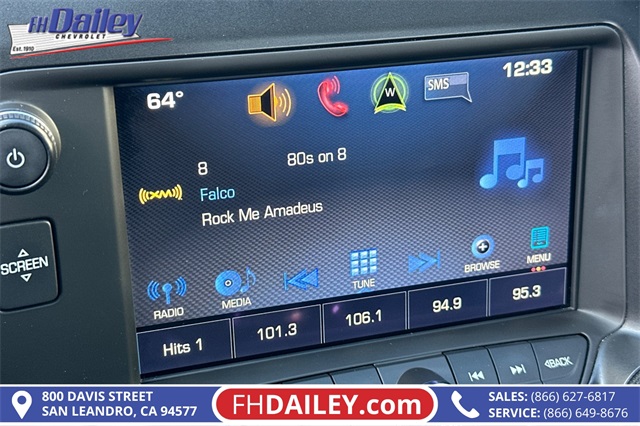 FHDailey
CHEVROLET
Est. 1910
64°
W
SMS
12:33
8
80s on 8
((XM))
Falco
Rock Me Amadeus
SCREEN
RADIO
MEDIA
TUNE
BROWSE
MENU
Hits 1
101.3
106.1
94.9
95.3
BACK
800 DAVIS STREET
SAN LEANDRO, CA 94577
FHDAILEY.com
SALES: (866) 627-6817
SERVICE: (866) 649-8676